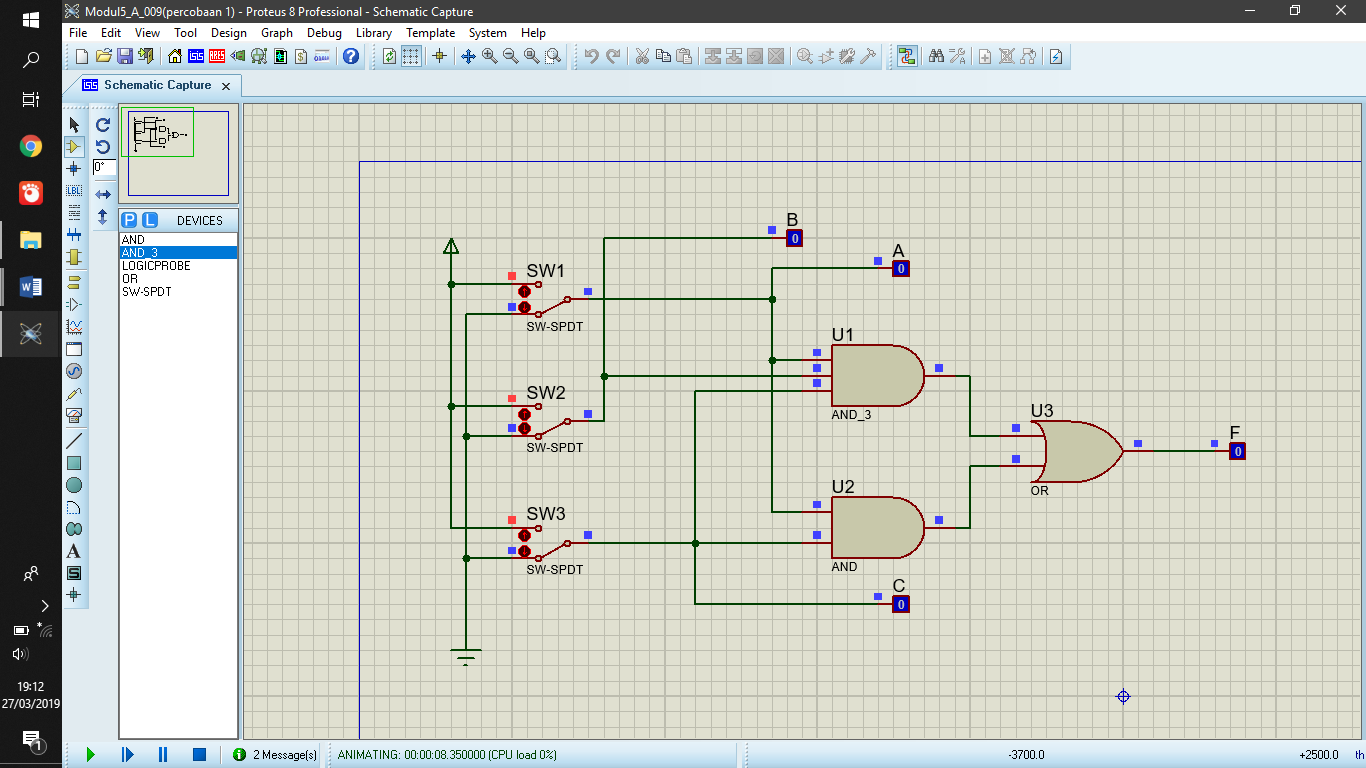 Modul5_A_009(percobaan 1) - Proteus 8 Professional - Schematic Capture
File Edit View Tool Design Graph Debug Library Template System Help
Schematic Capture
0°
P L DEVICES
AND
AND_3
LOGICPROBE
OR
SW-SPDT
LBL
A
S
B
0
A
0
SW1
SW-SPDT
U1
AND_3
SW2
SW-SPDT
U3
OR
F
0
U2
AND
SW3
SW-SPDT
C
0
19:12
27/03/2019
1
2 Message(s)
ANIMATING: 00:00:08.350000 (CPU load 0%)
-3700.0
+2500.0
th